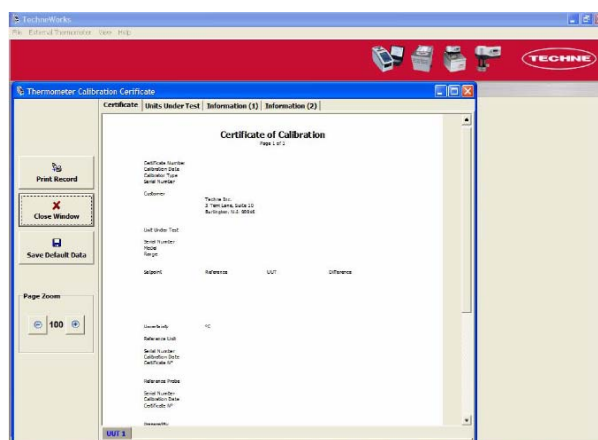 TechneWorks
File External Thermometer User Help
TECHNE
Thermometer Calibration Cerificate
Certificate Units Under Test Information (1) Information (2)
Certificate of Calibration
Page 1 of 1
Certificate Number
Calibration Date
Calibrator Type
Serial Number
Customer
Techne Inc.
3 Terri Lane, Suite 10
Burlington, N.J. 08016
Unit Under Test
Serial Number
Model
Range
Setpoint Reference UUT Difference
Uncertainty °C
Reference Unit
Serial Number
Calibration Date
Certificate N°
Reference Probe
Serial Number
Calibration Date
Certificate N°
Print Record
Close Window
Save Default Data
Page Zoom
100
UUT 1